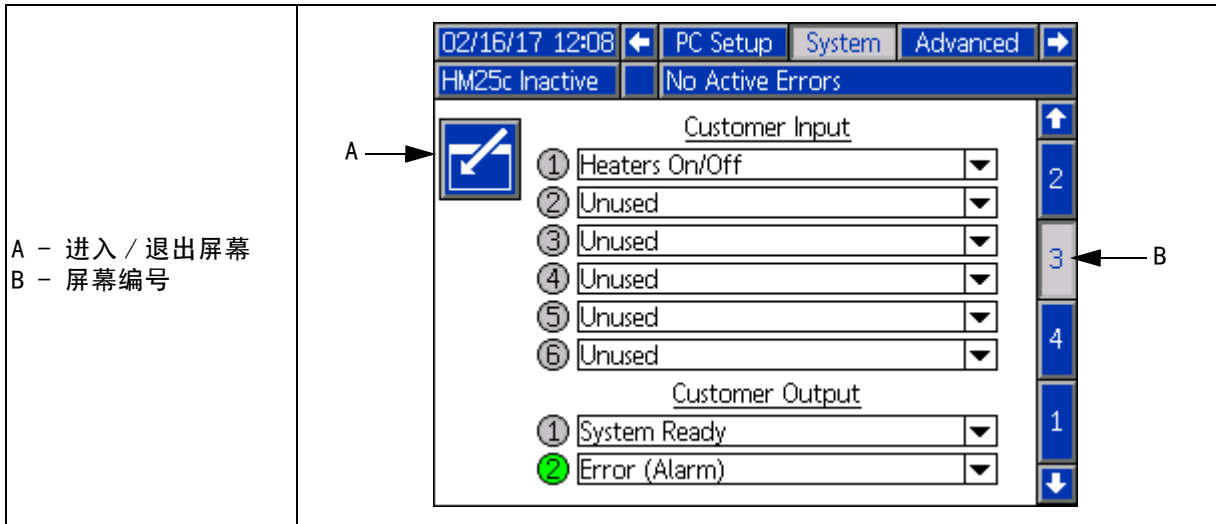 A - 进入 / 退出屏幕
B - 屏幕编号
A
02/16/17 12:08 PC Setup System Advanced
HM25c Inactive No Active Errors
Customer Input
1 Heaters On/Off
2 Unused
3 Unused
4 Unused
5 Unused
6 Unused
Customer Output
1 System Ready
2 Error (Alarm)
2
3
4
1
B